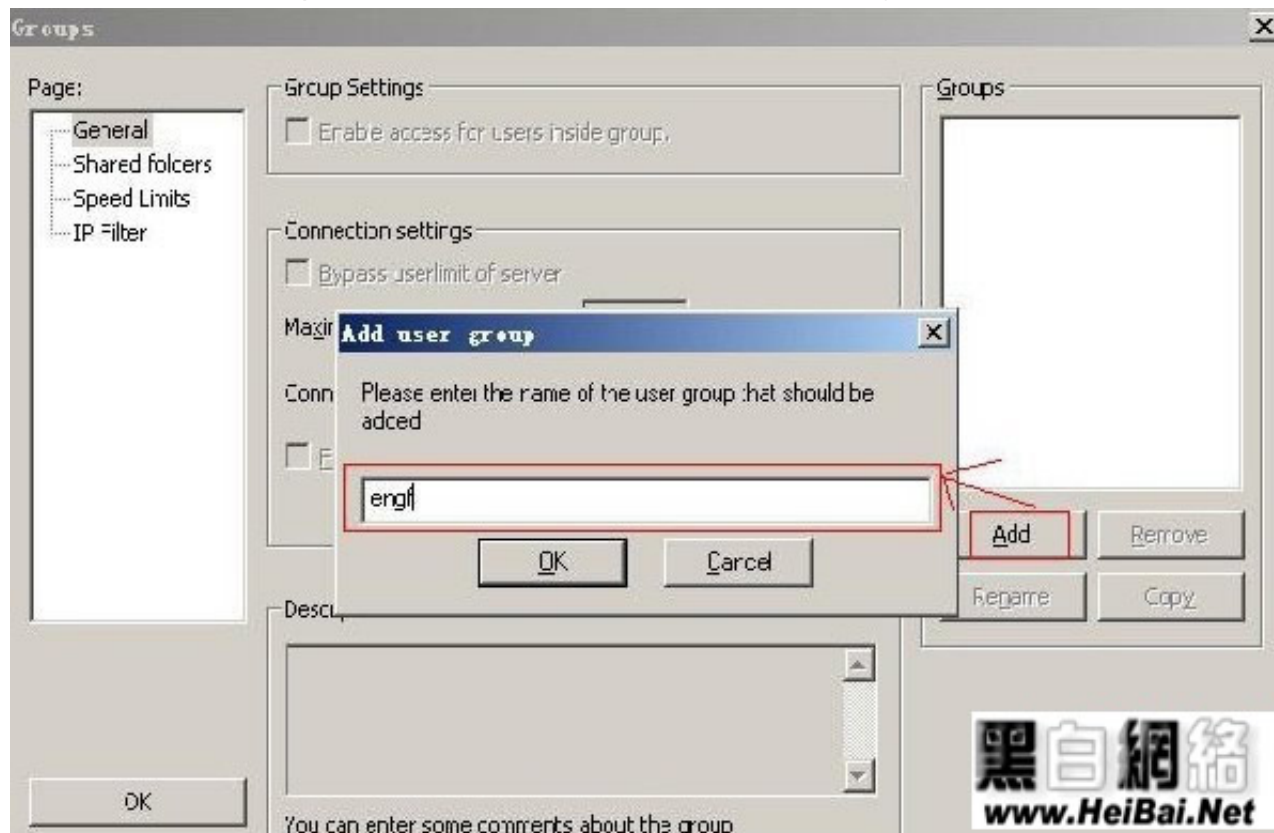 Groups
Page:
General
Shared folders
Speed Limits
IP Filter
OK
Group Settings
Enable access for users inside group.
Connection settings
Bypass userlimit of server
Maxi
Conn
Descr
You can enter some comments about the group
Add user group
Please enter the name of the user group that should be
added
OK
Cancel
Groups
Add
Remove
Rename
Copy
黑白網絡
www.HeiBai.Net